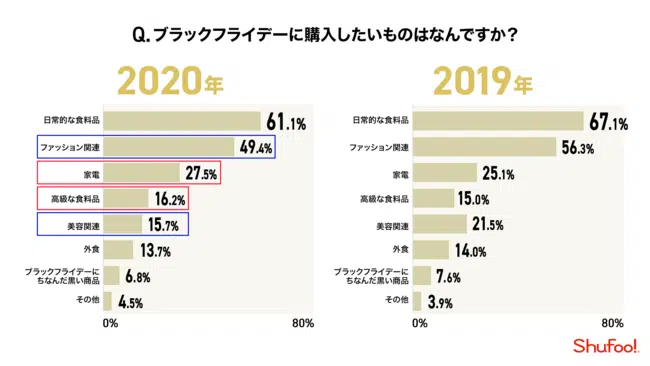 Q.ブラックフライデーに購入したいものはなんですか？
2020年
日常的な食料品 61.1%
ファッション関連 49.4%
家電 27.5%
高級な食料品 16.2%
美容関連 15.7%
外食 13.7%
ブラックフライデーに
ちなんだ黒い商品 6.8%
その他 4.5%
0% 80%
2019年
日常的な食料品 67.1%
ファッション関連 56.3%
家電 25.1%
高級な食料品 15.0%
美容関連 21.5%
外食 14.0%
ブラックフライデーに
ちなんだ黒い商品 7.6%
その他 3.9%
0% 80%
Shufoo!